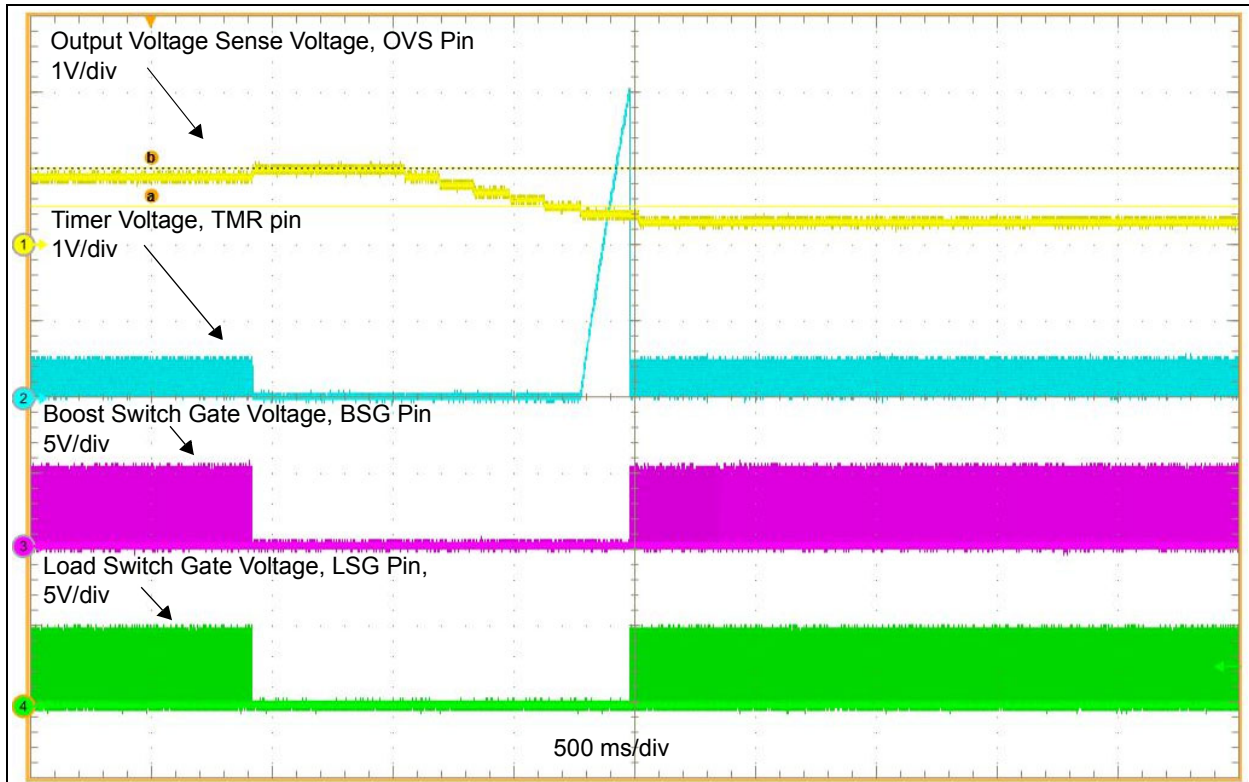 Output Voltage Sense Voltage, OVS Pin
1V/div
b
a
1
Timer Voltage, TMR pin
1V/div
2
Boost Switch Gate Voltage, BSG Pin
5V/div
3
Load Switch Gate Voltage, LSG Pin,
5V/div
4
500 ms/div